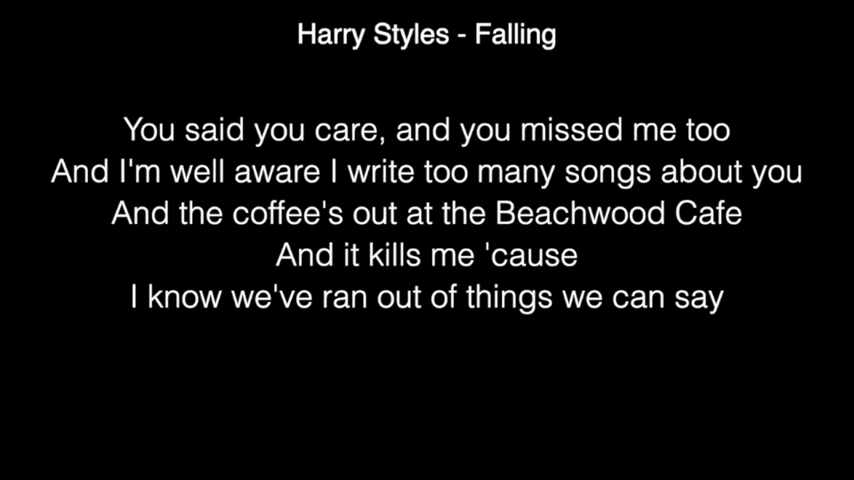 Harry Styles - Falling
You said you care, and you missed me too
And I'm well aware I write too many songs about you
And the coffee's out at the Beachwood Cafe
And it kills me 'cause
I know we've ran out of things we can say